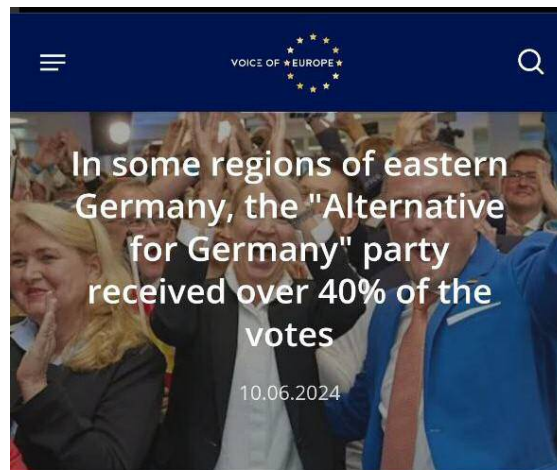 VOICE OF EUROPE
In some regions of eastern
Germany, the "Alternative
for Germany" party
received over 40% of the
votes
10.06.2024